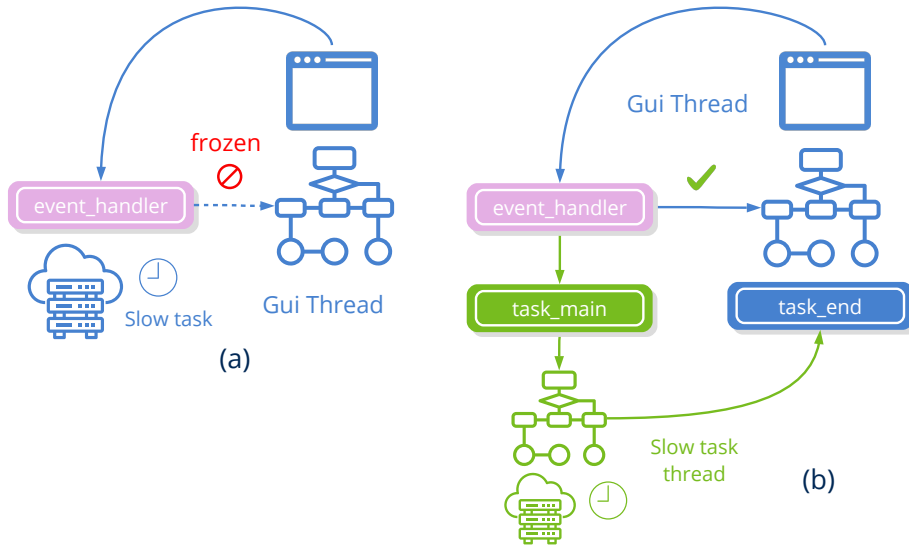 frozen
event_handler
Slow task
Gui Thread
(a)
Gui Thread
event_handler
task_main
task_end
Slow task
thread
(b)